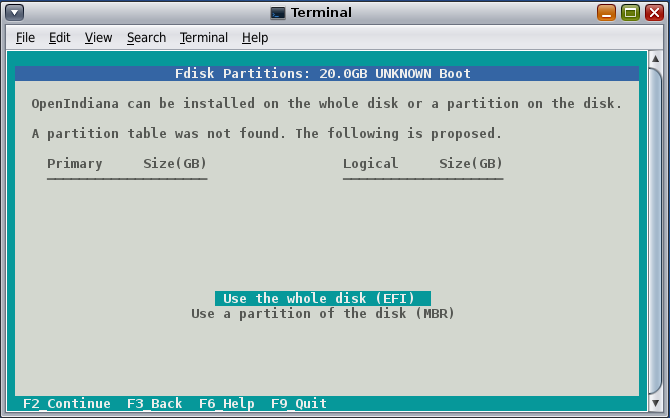 Terminal
File Edit View Search Terminal Help
Fdisk Partitions: 20.0GB UNKNOWN Boot
OpenIndiana can be installed on the whole disk or a partition on the disk.
A partition table was not found. The following is proposed.
Primary Size(GB) Logical Size(GB)
Use the whole disk (EFI)
Use a partition of the disk (MBR)
F2_Continue F3_Back F6_Help F9_Quit